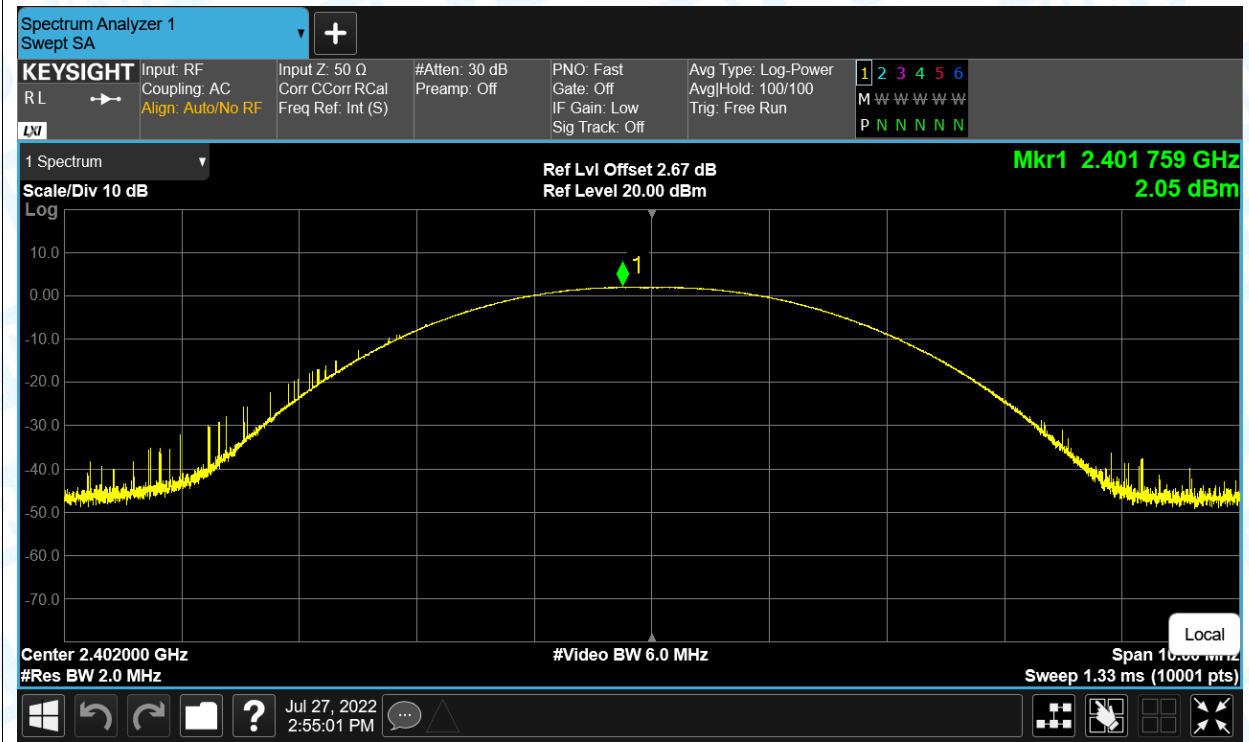 Spectrum Analyzer 1
Swept SA
KEYSIGHT
R L
LXI
Input: RF
Coupling: AC
Align: Auto/No RF
Input Z: 50 Ω
Corr CCorr RCal
Freq Ref: Int (S)
#Atten: 30 dB
Preamp: Off
PNO: Fast
Gate: Off
IF Gain: Low
Sig Track: Off
Avg Type: Log-Power
Avg|Hold: 100/100
Trig: Free Run
1 2 3 4 5 6
M W W W W W
P N N N N N
1 Spectrum
Scale/Div 10 dB
Log
Ref Lvl Offset 2.67 dB
Ref Level 20.00 dBm
Mkr1 2.401 759 GHz
2.05 dBm
10.0
1
0.00
-10.0
-20.0
-30.0
-40.0
-50.0
-60.0
-70.0
Local
Center 2.402000 GHz
#Video BW 6.0 MHz
Span 10.00 MHz
#Res BW 2.0 MHz
Sweep 1.33 ms (10001 pts)
?
Jul 27, 2022
2:55:01 PM